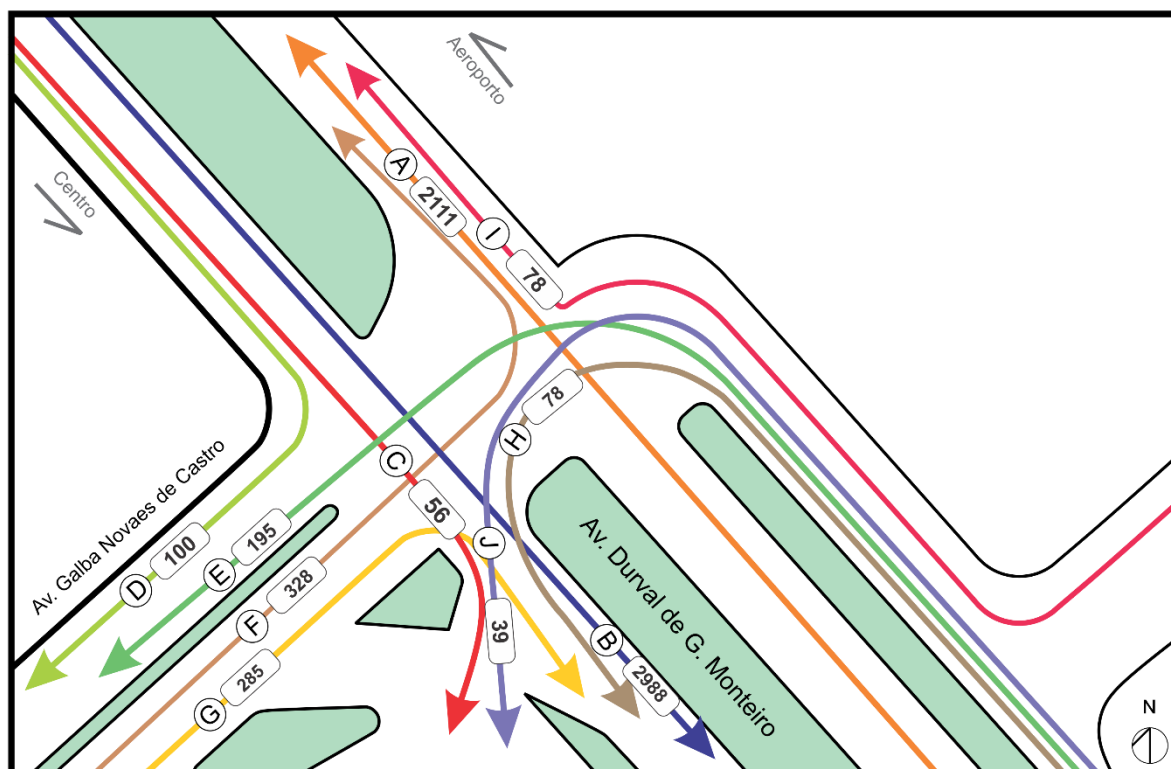 Aeroporto
Centro
A
2111
I
78
78
H
C
56
Av. Galba Novaes de Castro
D
100
E
195
F
328
G
285
J
39
B
2988
Av. Durval de G. Monteiro
N